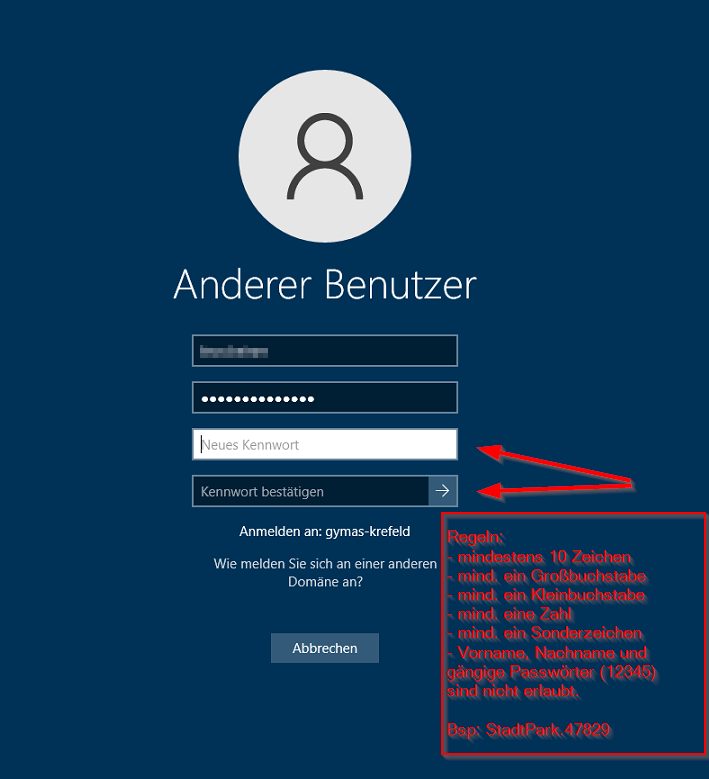 Anderer Benutzer
Neues Kennwort
Kennwort bestätigen
Anmelden an: gymas-krefeld
Wie melden Sie sich an einer anderen
Domäne an?
Abbrechen
Regeln:
- mindestens 10 Zeichen
- mind. ein Großbuchstabe
- mind. ein Kleinbuchstabe
- mind. eine Zahl
- mind. ein Sonderzeichen
- Vorname, Nachname und
gängige Passwörter (12345)
sind nicht erlaubt.
Bsp: StadtPark.47829